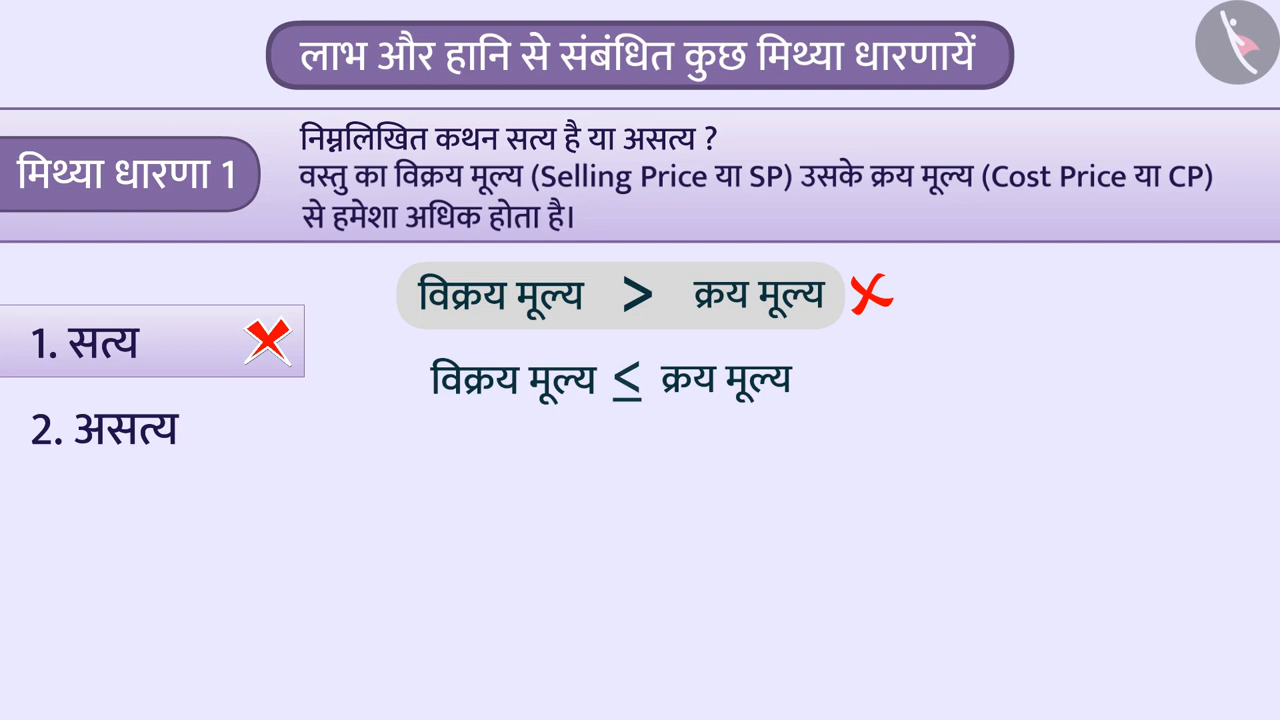 लाभ और हानि से संबंधित कुछ मिथ्या धारणायें
मिथ्या धारणा 1
निम्नलिखित कथन सत्य है या असत्य ?
वस्तु का विक्रय मूल्य (Selling Price या SP) उसके क्रय मूल्य (Cost Price या CP)
से हमेशा अधिक होता है।
विक्रय मूल्य > क्रय मूल्य
1. सत्य
विक्रय मूल्य ≤ क्रय मूल्य
2. असत्य